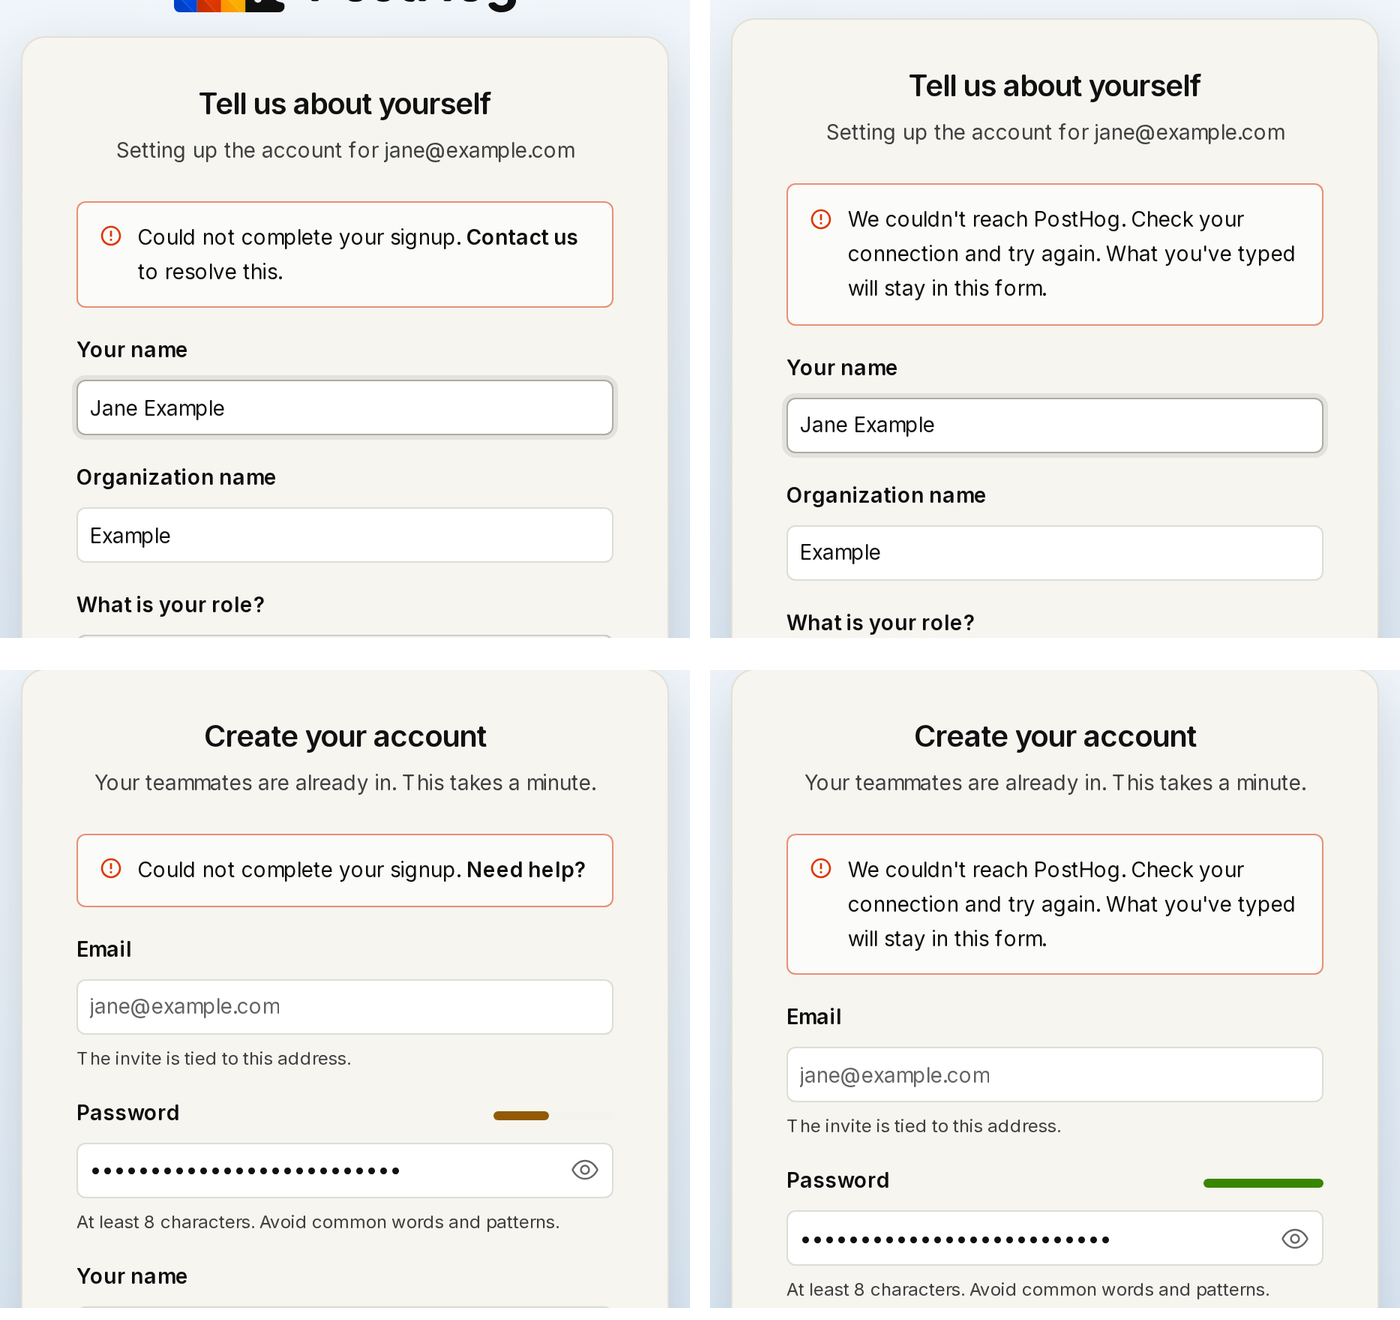 PostHog
Tell us about yourself
Setting up the account for jane@example.com
Could not complete your signup. Contact us
to resolve this.
Your name
Jane Example
Organization name
Example
What is your role?
Tell us about yourself
Setting up the account for jane@example.com
We couldn't reach PostHog. Check your
connection and try again. What you've typed
will stay in this form.
Your name
Jane Example
Organization name
Example
What is your role?
Create your account
Your teammates are already in. This takes a minute.
Could not complete your signup. Need help?
Email
jane@example.com
The invite is tied to this address.
Password
At least 8 characters. Avoid common words and patterns.
Your name
Create your account
Your teammates are already in. This takes a minute.
We couldn't reach PostHog. Check your
connection and try again. What you've typed
will stay in this form.
Email
jane@example.com
The invite is tied to this address.
Password
At least 8 characters. Avoid common words and patterns.